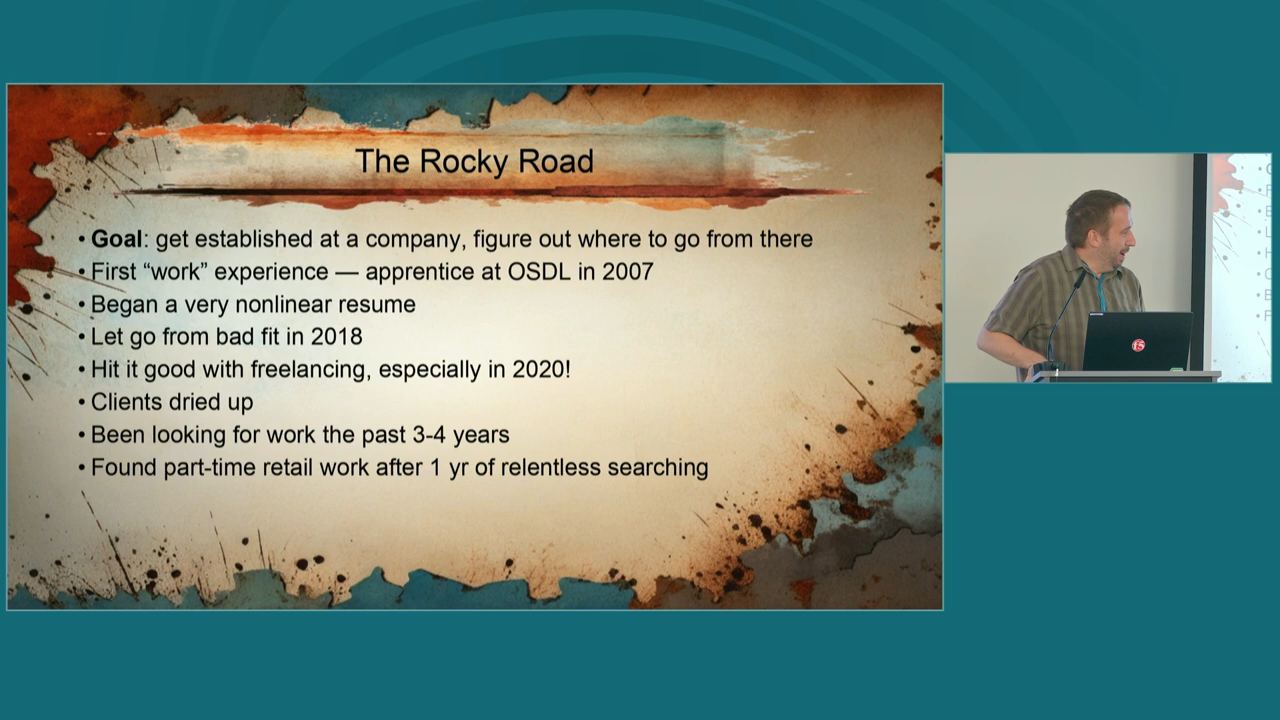 The Rocky Road
• Goal: get established at a company, figure out where to go from there
• First “work” experience — apprentice at OSDL in 2007
• Began a very nonlinear resume
• Let go from bad fit in 2018
• Hit it good with freelancing, especially in 2020!
• Clients dried up
• Been looking for work the past 3-4 years
• Found part-time retail work after 1 yr of relentless searching
f5